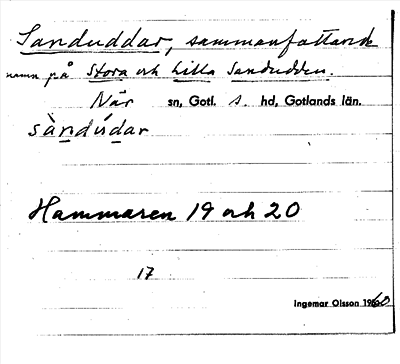 Sanduddar, sammanfattande
namn på Stora och Lilla Sandudden.
När sn, Gotl. S. hd, Gotlands län.
sàndúdar
Hammaren 19 och 20
17
Ingemar Olsson 1960